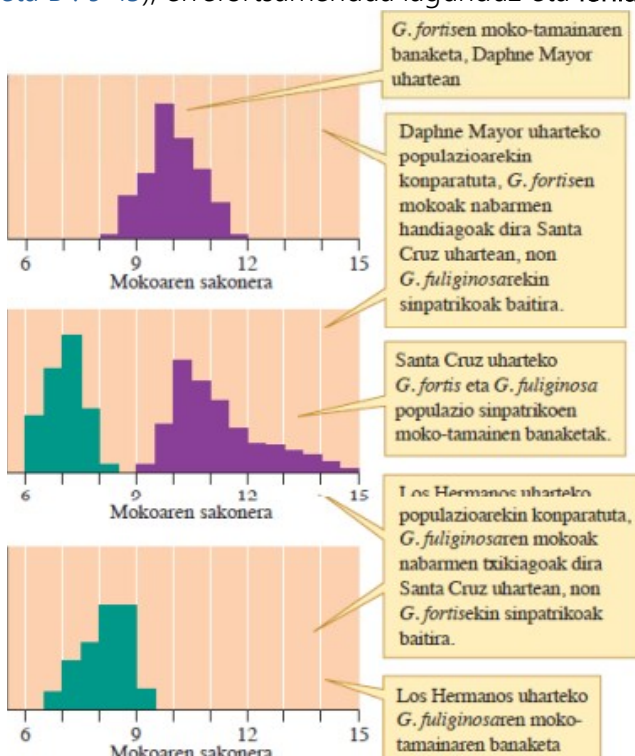 G. fortisen moko-tamainaren
banaketa, Daphne Mayor
uhartean
6 9 12 15
Mokoaren sakonera
Daphne Mayor uharteko
populazioarekin
konparatuta, G. fortisen
mokoak nabarmen
handiagoak dira Santa
Cruz uhartean, non
G. fuliginosarekin
sinpatrikoak baitira.
6 9 12 15
Mokoaren sakonera
Santa Cruz uharteko
G. fortis eta G. fuliginosa
populazio sinpatrikoen
moko-tamainen banaketak.
Los Hermanos uharteko
populazioarekin konparatuta,
G. fuliginosaren mokoak
nabarmen txikiagoak dira
Santa Cruz uhartean, non
G. fortisekin sinpatrikoak
baitira.
6 9 12 15
Mokoaren sakonera
Los Hermanos uharteko
G. fuliginosaren moko-
tamainaren banaketa